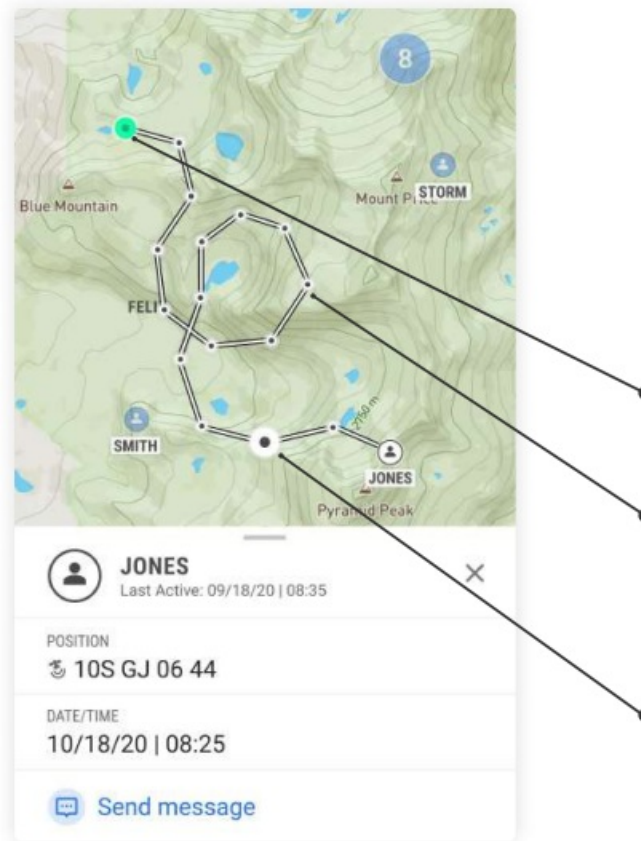 8
STORM
Mount P
Blue Mountain
FELI
SMITH
2750 m
JONES
Pyramid Peak
JONES
Last Active: 09/18/20 | 08:35
POSITION
10S GJ 06 44
DATE/TIME
10/18/20 | 08:25
Send message